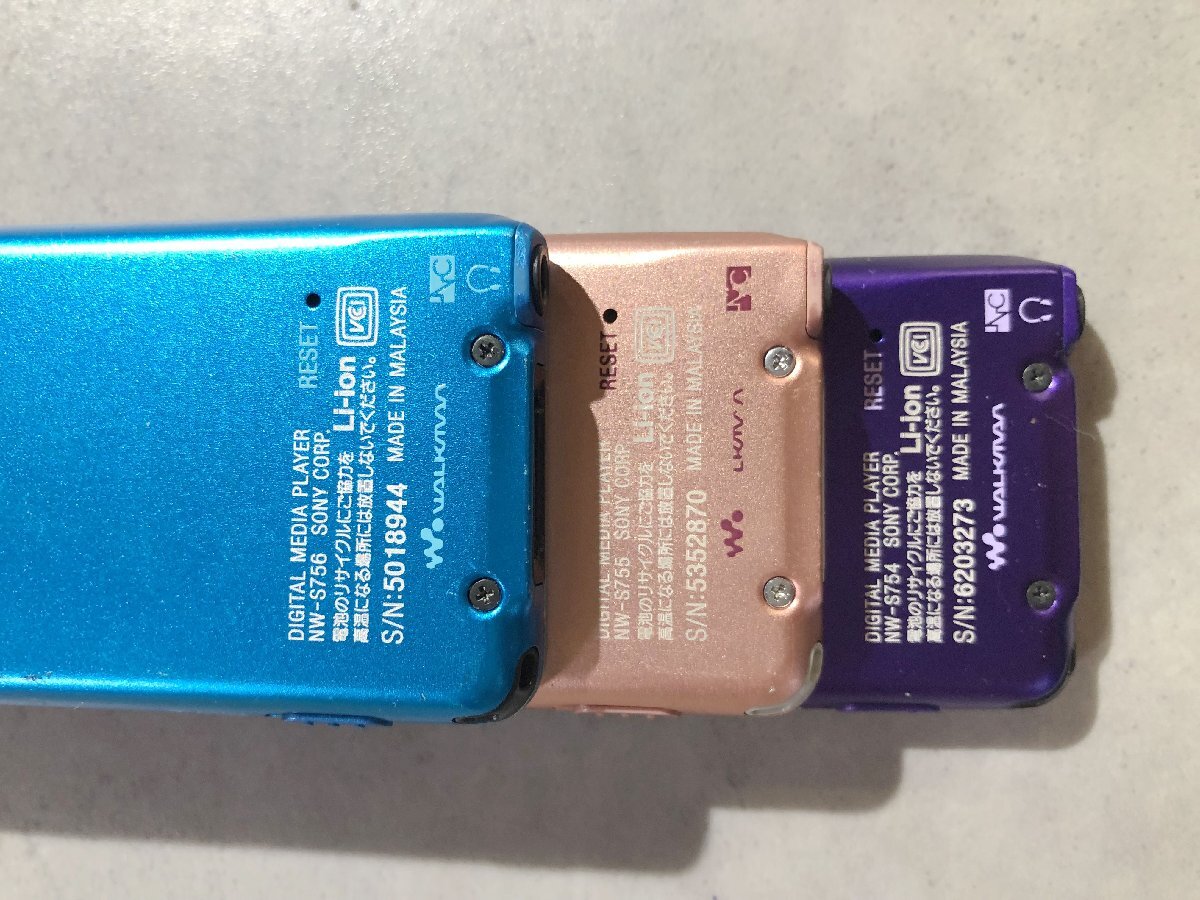 RESET
DIGITAL MEDIA PLAYER
NW-S756 SONY CORP.
電池のリサイクルにご協力を Li-ion VCI
高温になる場所には放置しないでください。
S/N:5018944 MADE IN MALAYSIA
WALKMAN
NC
RESET
DIGITAL MEDIA PLAYER
NW-S755 SONY CORP
電池のリサイクルにご協力を Li-ion VCI
高温になる場所には放置しないでください。
S/N:5352870 MADE IN MALAYSIA
NC
RESET
DIGITAL MEDIA PLAYER
NW-S754 SONY CORP.
電池のリサイクルにご協力を Li-ion VCI
高温になる場所には放置しないでください。
S/N:6203273 MADE IN MALAYSIA
WALKMAN
NC